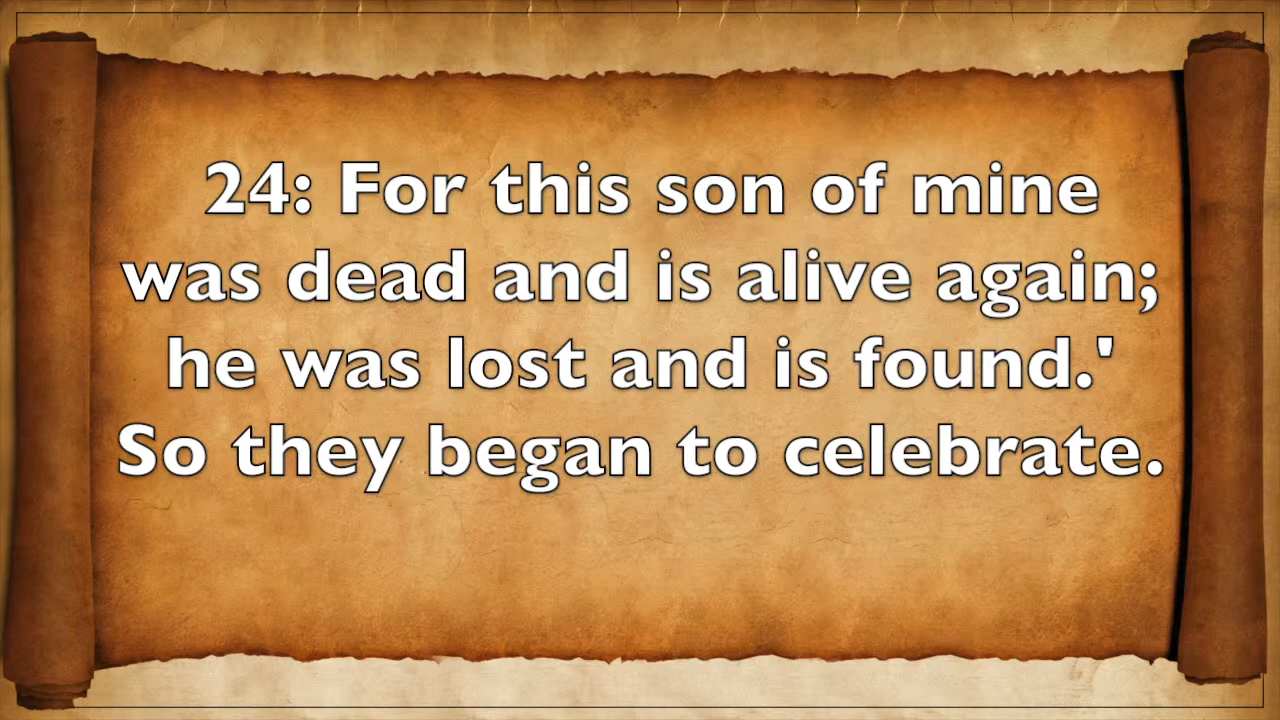 24: For this son of mine
was dead and is alive again;
he was lost and is found.'
So they began to celebrate.